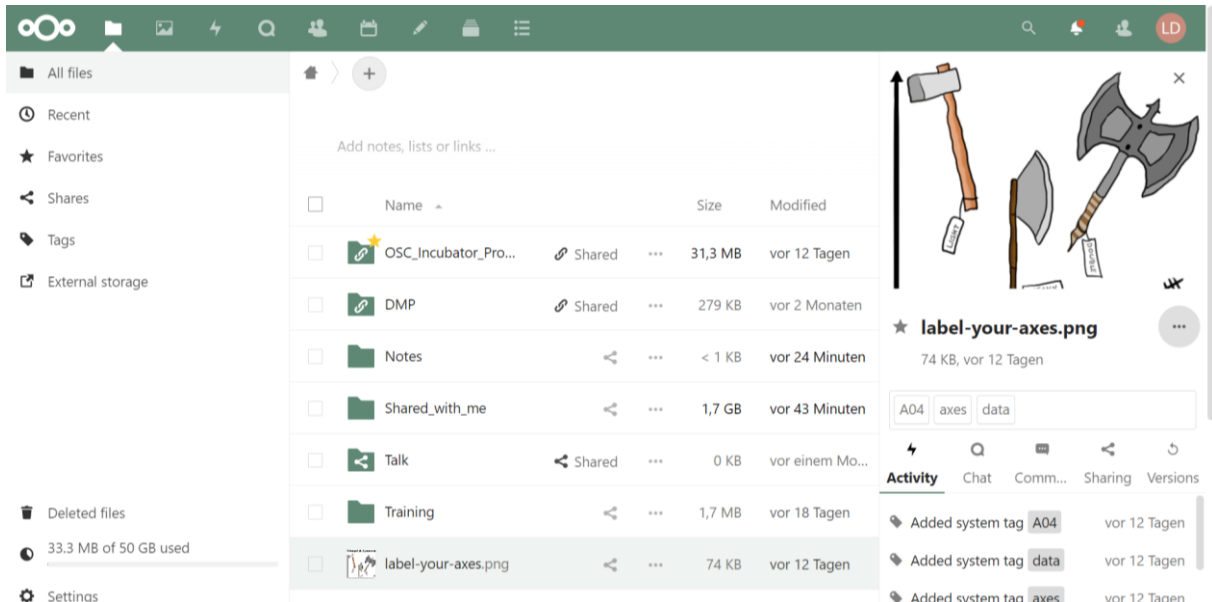 LD
All files
Recent
Favorites
Shares
Tags
External storage
Deleted files
33.3 MB of 50 GB used
Settings
+
Add notes, lists or links ...
Name Size Modified
OSC_Incubator_Pro... Shared ... 31,3 MB vor 12 Tagen
DMP Shared ... 279 KB vor 2 Monaten
Notes ... < 1 KB vor 24 Minuten
Shared_with_me ... 1,7 GB vor 43 Minuten
Talk Shared ... 0 KB vor einem Mo...
Training ... 1,7 MB vor 18 Tagen
label-your-axes.png ... 74 KB vor 12 Tagen
LIGHT
DOUBLE
label-your-axes.png ...
74 KB, vor 12 Tagen
A04 axes data
Activity Chat Comm... Sharing Versions
Added system tag A04 vor 12 Tagen
Added system tag data vor 12 Tagen
Added system tag axes vor 12 Tagen